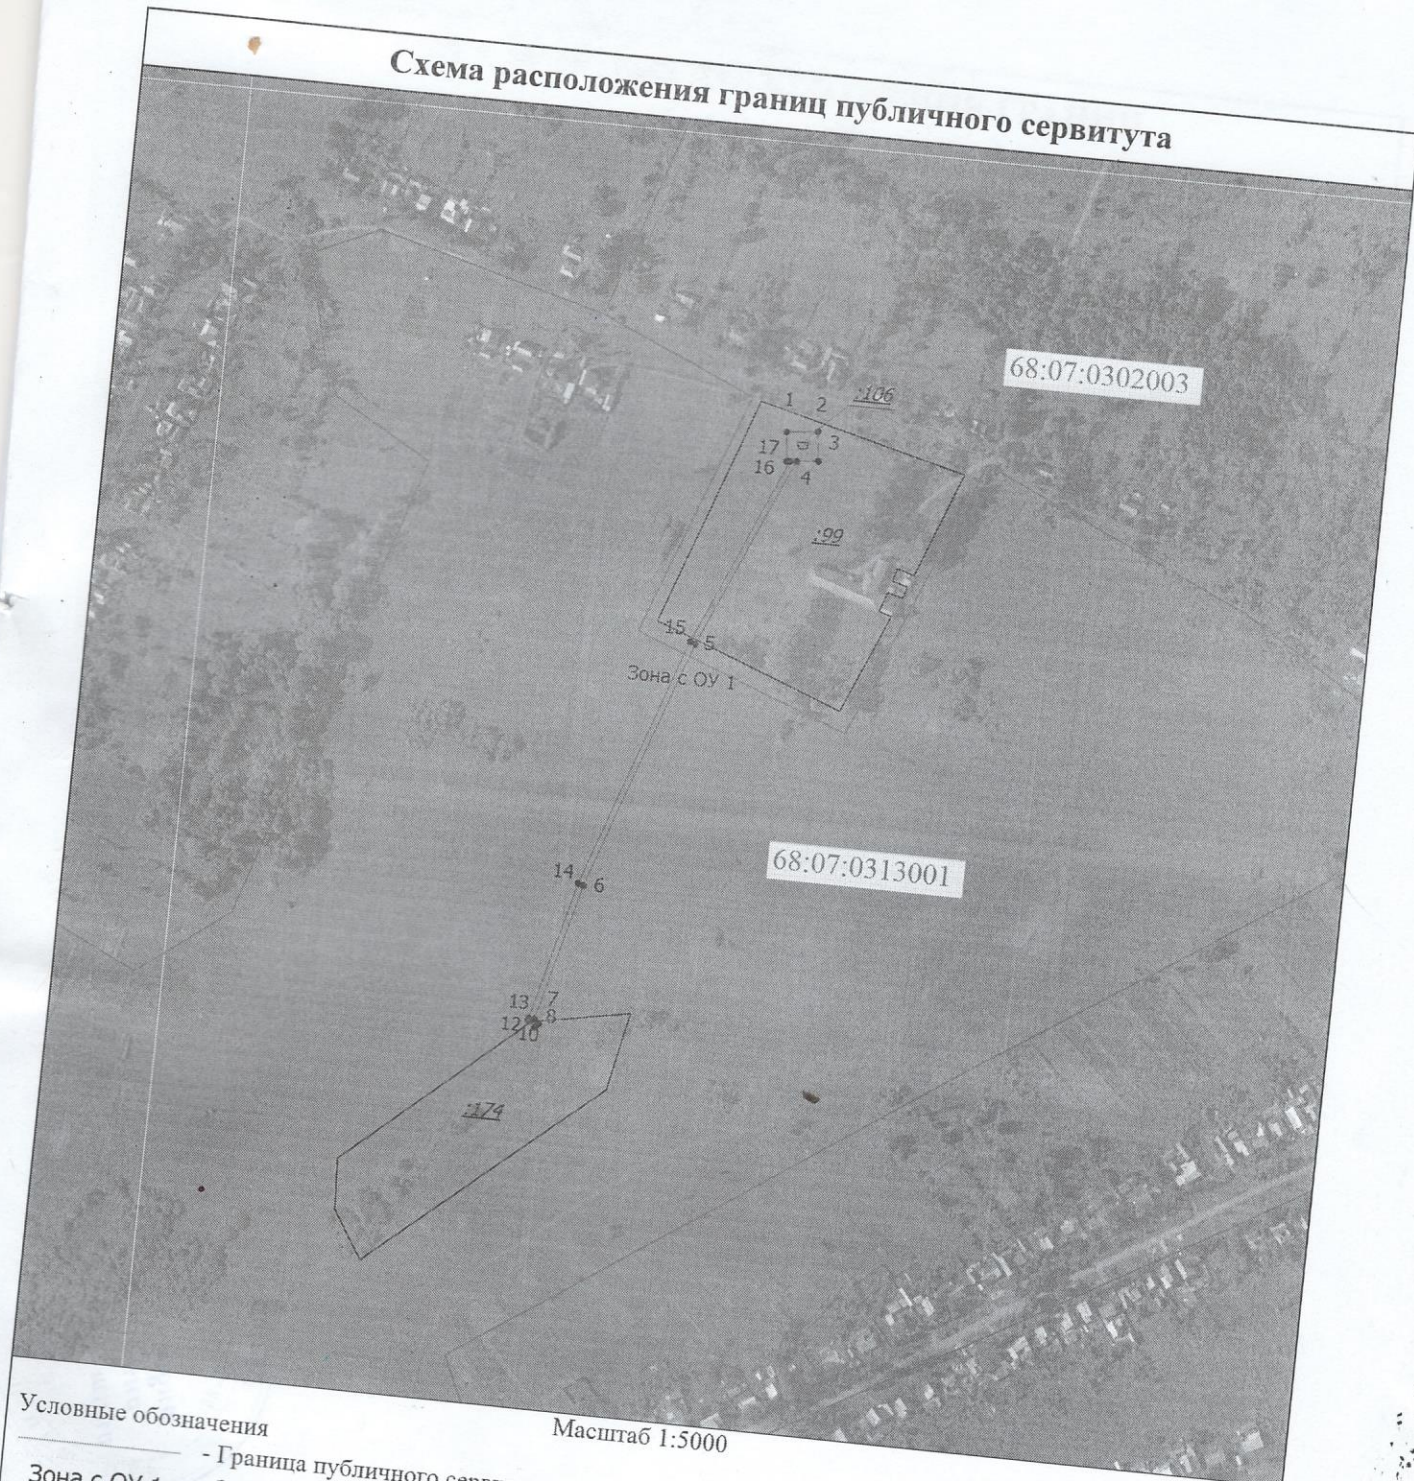 Схема расположения границ публичного сервитута
68:07:0302003
:106
1 2
17 3
16 4
:99
15 5
Зона с ОУ 1
68:07:0313001
14 6
13 7
12 8
10
:174
Условные обозначения
Масштаб 1:5000
- Граница публичного
Зона с ОУ 1